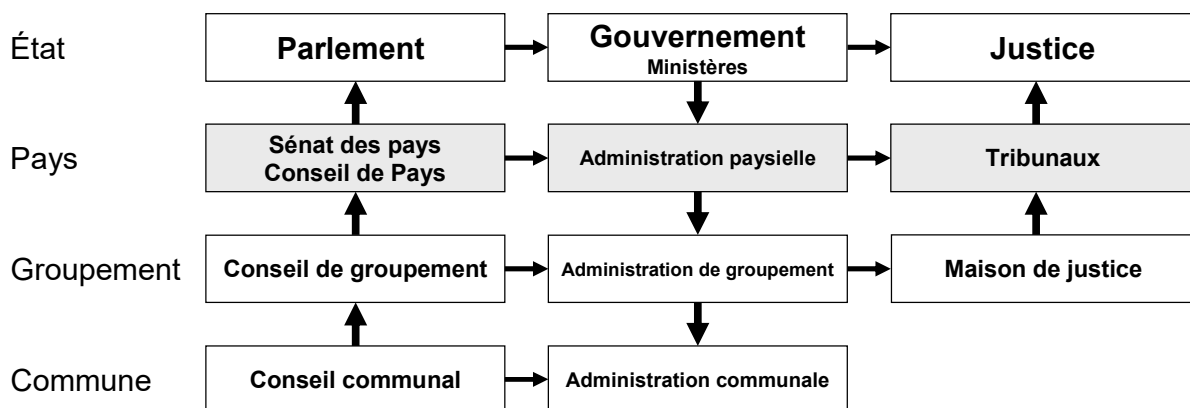 État
Parlement
Gouvernement
Ministères
Justice
Pays
Sénat des pays
Conseil de Pays
Administration paysielle
Tribunaux
Groupement
Conseil de groupement
Administration de groupement
Maison de justice
Commune
Conseil communal
Administration communale